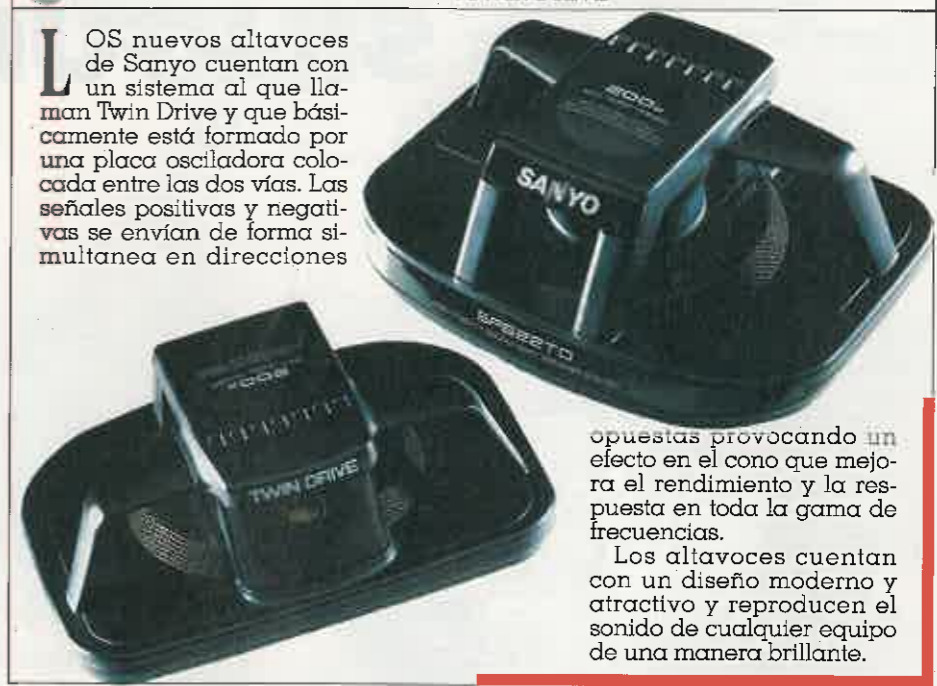 LOS nuevos altavoces
de Sanyo cuentan con
un sistema al que lla-
man Twin Drive y que bási-
camente está formado por
una placa osciladora colo-
cada entre las dos vías. Las
señales positivas y negati-
vas se envían de forma si-
multanea en direcciones
opuestas provocando un
efecto en el cono que mejo-
ra el rendimiento y la res-
puesta en toda la gama de
frecuencias.
Los altavoces cuentan
con un diseño moderno y
atractivo y reproducen el
sonido de cualquier equipo
de una manera brillante.
200W
SANYO
200W
TWIN DRIVE